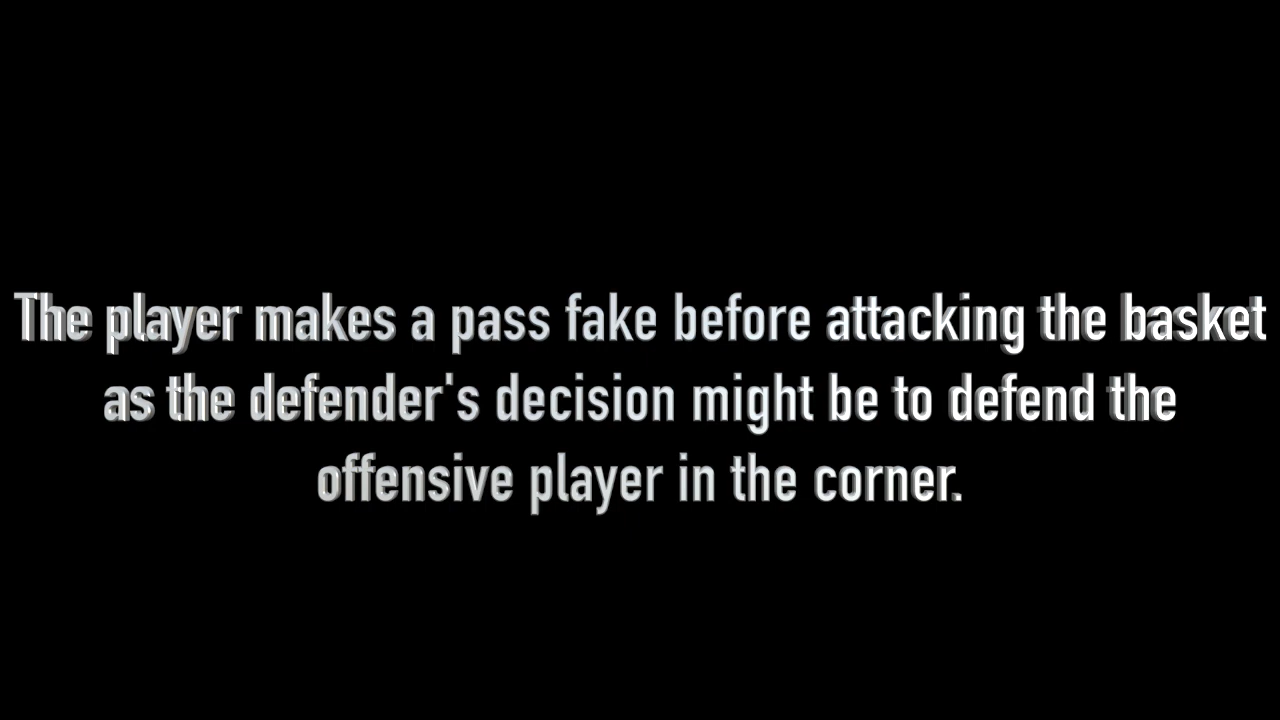 The player makes a pass fake before attacking the basket
as the defender's decision might be to defend the
offensive player in the corner.